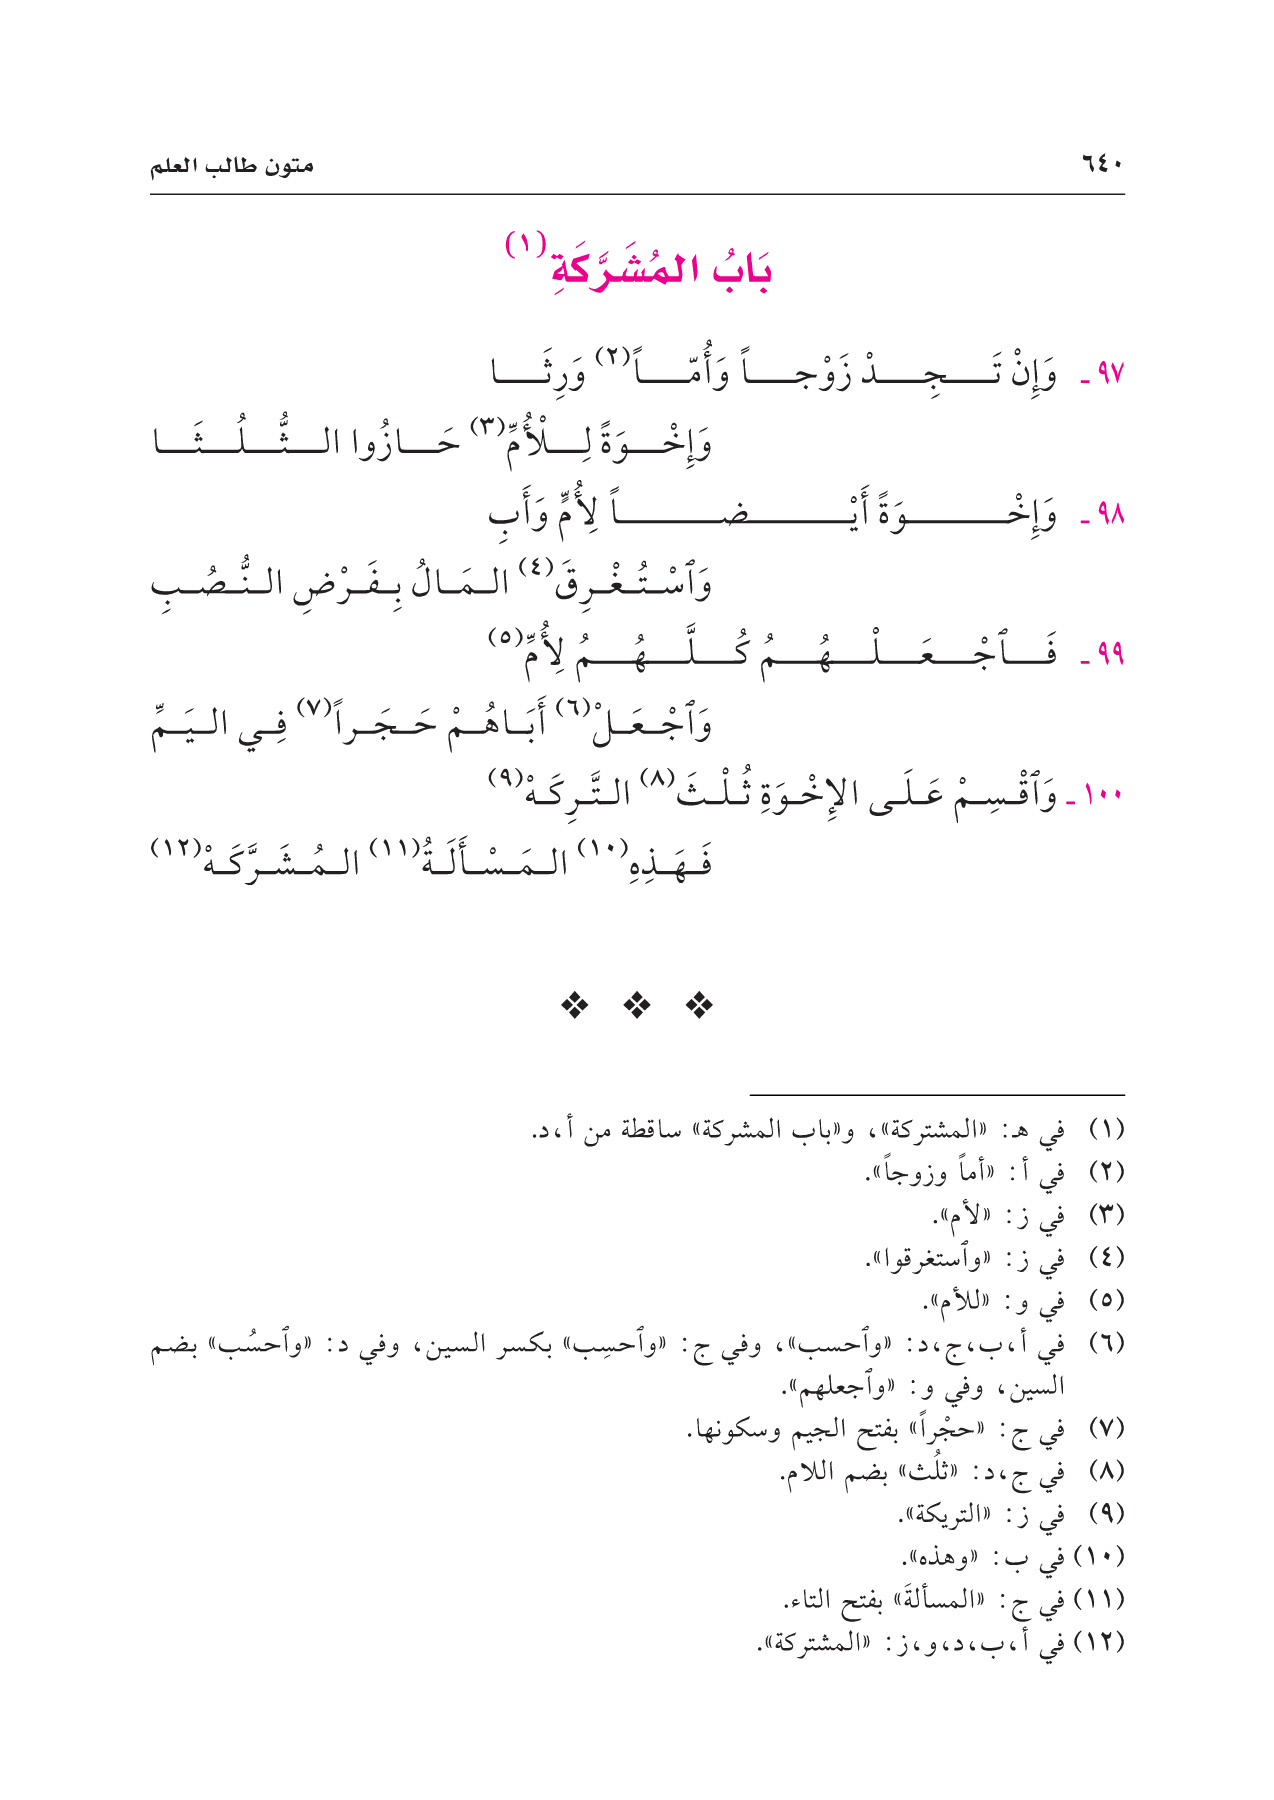 ٦٤٠ متون طالب العلم
بَابُ المُشَرَّكَةِ(١)
٩٧ ـ وَإِنْ تَجِدْ زَوْجاً وَأُمّاً(٢) وَرِثَا
وَإِخْوَةً لِلْأُمِّ(٣) حَازُوا الثُّلُثَا
٩٨ ـ وَإِخْوَةً أَيْضاً لِأُمٍّ وَأَبِ
وَٱسْتُغْرِقَ(٤) المَالُ بِفَرْضِ النُّصُبِ
٩٩ ـ فَٱجْعَلْهُمُ كُلَّهُمُ لِأُمِّ(٥)
وَٱجْعَلْ(٦) أَبَاهُمْ حَجَراً(٧) فِي اليَمِّ
١٠٠ ـ وَٱقْسِمْ عَلَى الإِخْوَةِ ثُلْثَ(٨) التَّرِكَهْ(٩)
فَهَذِهِ(١٠) المَسْأَلَةُ(١١) المُشَرَّكَهْ(١٢)
(١) في هـ: «المشتركة»، و«باب المشركة» ساقطة من أ،د.
(٢) في أ: «أماً وزوجاً».
(٣) في ز: «لأم».
(٤) في ز: «وٱستغرقوا».
(٥) في و: «للأم».
(٦) في أ،ب،ج،د: «وٱحسب»، وفي ج: «وٱحسِب» بكسر السين، وفي د: «وٱحسُب» بضم
السين، وفي و: «وٱجعلهم».
(٧) في ج: «حجْراً» بفتح الجيم وسكونها.
(٨) في ج،د: «ثلُث» بضم اللام.
(٩) في ز: «التريكة».
(١٠) في ب: «وهذه».
(١١) في ج: «المسألةَ» بفتح التاء.
(١٢) في أ،ب،د،و،ز: «المشتركة».